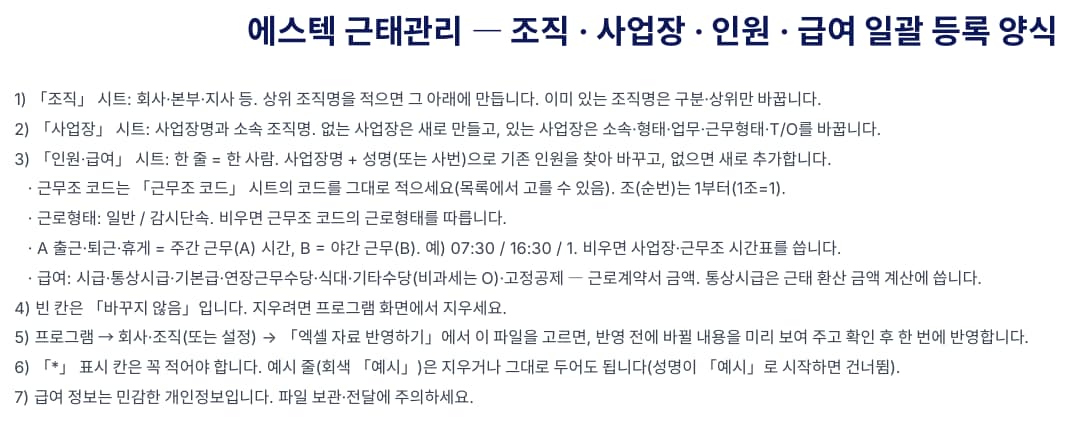 에스텍 근태관리 — 조직 · 사업장 · 인원 · 급여 일괄 등록 양식
1) 「조직」 시트: 회사·본부·지사 등. 상위 조직명을 적으면 그 아래에 만듭니다. 이미 있는 조직명은 구분·상위만 바꿉니다.
2) 「사업장」 시트: 사업장명과 소속 조직명. 없는 사업장은 새로 만들고, 있는 사업장은 소속·형태·업무·근무형태·T/O를 바꿉니다.
3) 「인원·급여」 시트: 한 줄 = 한 사람. 사업장명 + 성명(또는 사번)으로 기존 인원을 찾아 바꾸고, 없으면 새로 추가합니다.
· 근무조 코드는 「근무조 코드」 시트의 코드를 그대로 적으세요(목록에서 고를 수 있음). 조(순번)는 1부터(1조=1).
· 근로형태: 일반 / 감시단속. 비우면 근무조 코드의 근로형태를 따릅니다.
· A 출근·퇴근·휴게 = 주간 근무(A) 시간, B = 야간 근무(B). 예) 07:30 / 16:30 / 1. 비우면 사업장·근무조 시간표를 씁니다.
· 급여: 시급·통상시급·기본급·연장근무수당·식대·기타수당(비과세는 O)·고정공제 — 근로계약서 금액. 통상시급은 근태 환산 금액 계산에 씁니다.
4) 빈 칸은 「바꾸지 않음」입니다. 지우려면 프로그램 화면에서 지우세요.
5) 프로그램 → 회사·조직(또는 설정) → 「엑셀 자료 반영하기」에서 이 파일을 고르면, 반영 전에 바뀔 내용을 미리 보여 주고 확인 후 한 번에 반영합니다.
6) 「*」 표시 칸은 꼭 적어야 합니다. 예시 줄(회색 「예시」)은 지우거나 그대로 두어도 됩니다(성명이 「예시」로 시작하면 건너뜀).
7) 급여 정보는 민감한 개인정보입니다. 파일 보관·전달에 주의하세요.